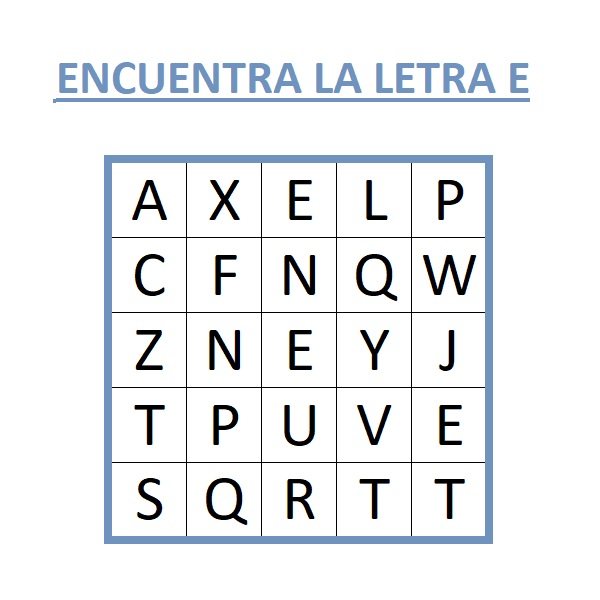 ENCUENTRA LA LETRA E
A X E L P
C F N Q W
Z N E Y J
T P U V E
S Q R T T